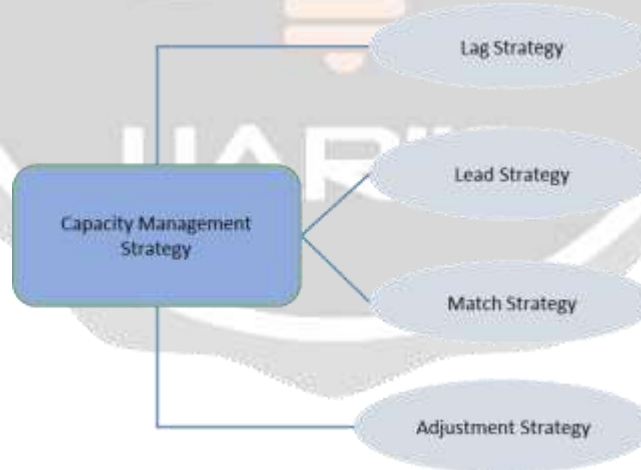 Lag Strategy
Lead Strategy
Capacity Management
Strategy
Match Strategy
Adjustment Strategy